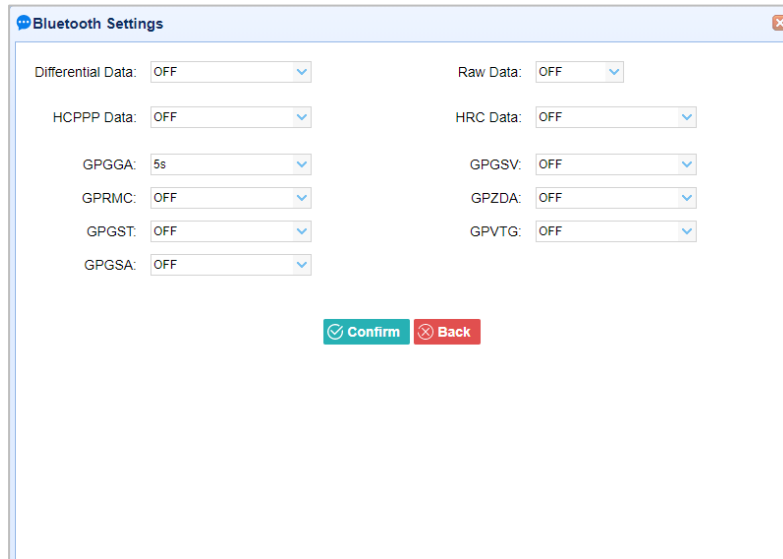 Bluetooth Settings
Differential Data: OFF Raw Data: OFF
HCPPP Data: OFF HRC Data: OFF
GPGGA: 5s GPGSV: OFF
GPRMC: OFF GPZDA: OFF
GPGST: OFF GPVTG: OFF
GPGSA: OFF
Confirm Back